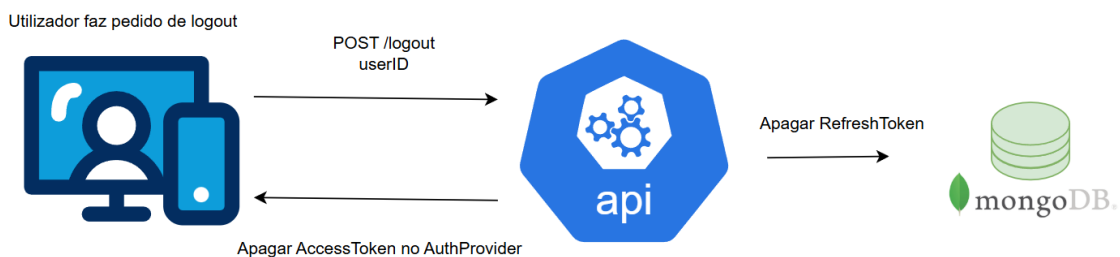 Utilizador faz pedido de logout
POST /logout
userID
Apagar RefreshToken
api
mongoDB.
Apagar AccessToken no AuthProvider